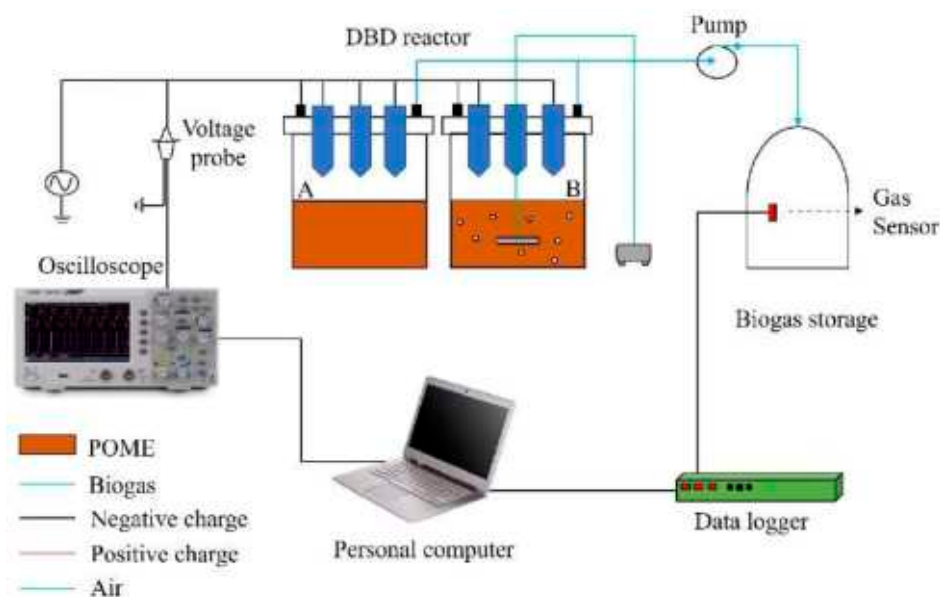 Pump
DBD reactor
Voltage
probe
A
B
Gas
Sensor
Oscilloscope
Biogas storage
POME
Biogas
Negative charge
Positive charge
Air
Personal computer
Data logger